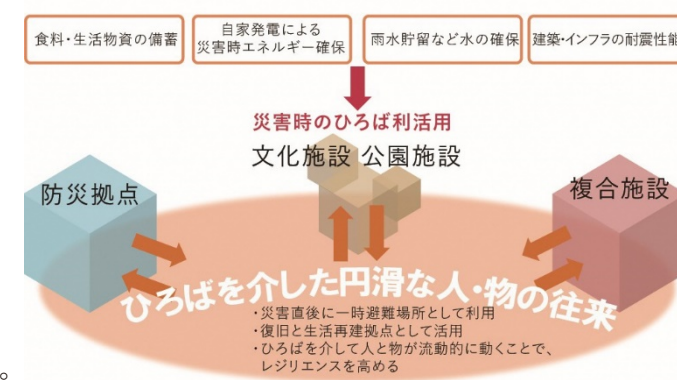 食料・生活物資の備蓄
自家発電による
災害時エネルギー確保
雨水貯留など水の確保
建築・インフラの耐震性能
災害時のひろば利活用
文化施設 公園施設
防災拠点
複合施設
ひろばを介した円滑な人・物の往来
・災害直後に一時避難場所として利用
・復旧と生活再建拠点として活用
・ひろばを介して人と物が流動的に動くことで、
レジリエンスを高める
。